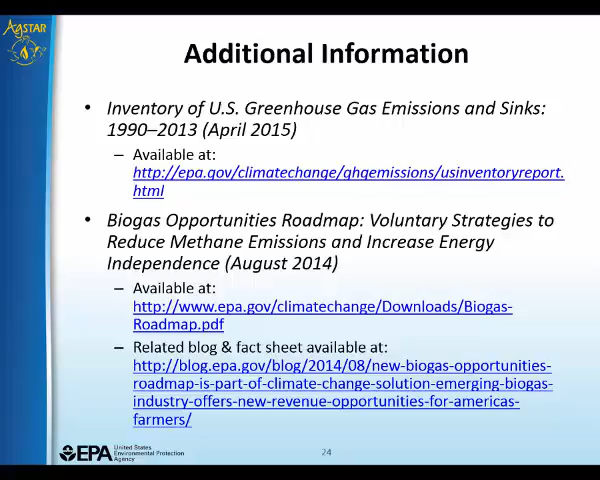 AgSTAR
Additional Information
• Inventory of U.S. Greenhouse Gas Emissions and Sinks:
1990–2013 (April 2015)
– Available at:
http://epa.gov/climatechange/ghgemissions/usinventoryreport.
html
• Biogas Opportunities Roadmap: Voluntary Strategies to
Reduce Methane Emissions and Increase Energy
Independence (August 2014)
– Available at:
http://www.epa.gov/climatechange/Downloads/Biogas-
Roadmap.pdf
– Related blog & fact sheet available at:
http://blog.epa.gov/blog/2014/08/new-biogas-opportunities-
roadmap-is-part-of-climate-change-solution-emerging-biogas-
industry-offers-new-revenue-opportunities-for-americas-
farmers/
EPA United States
Environmental Protection
Agency
24